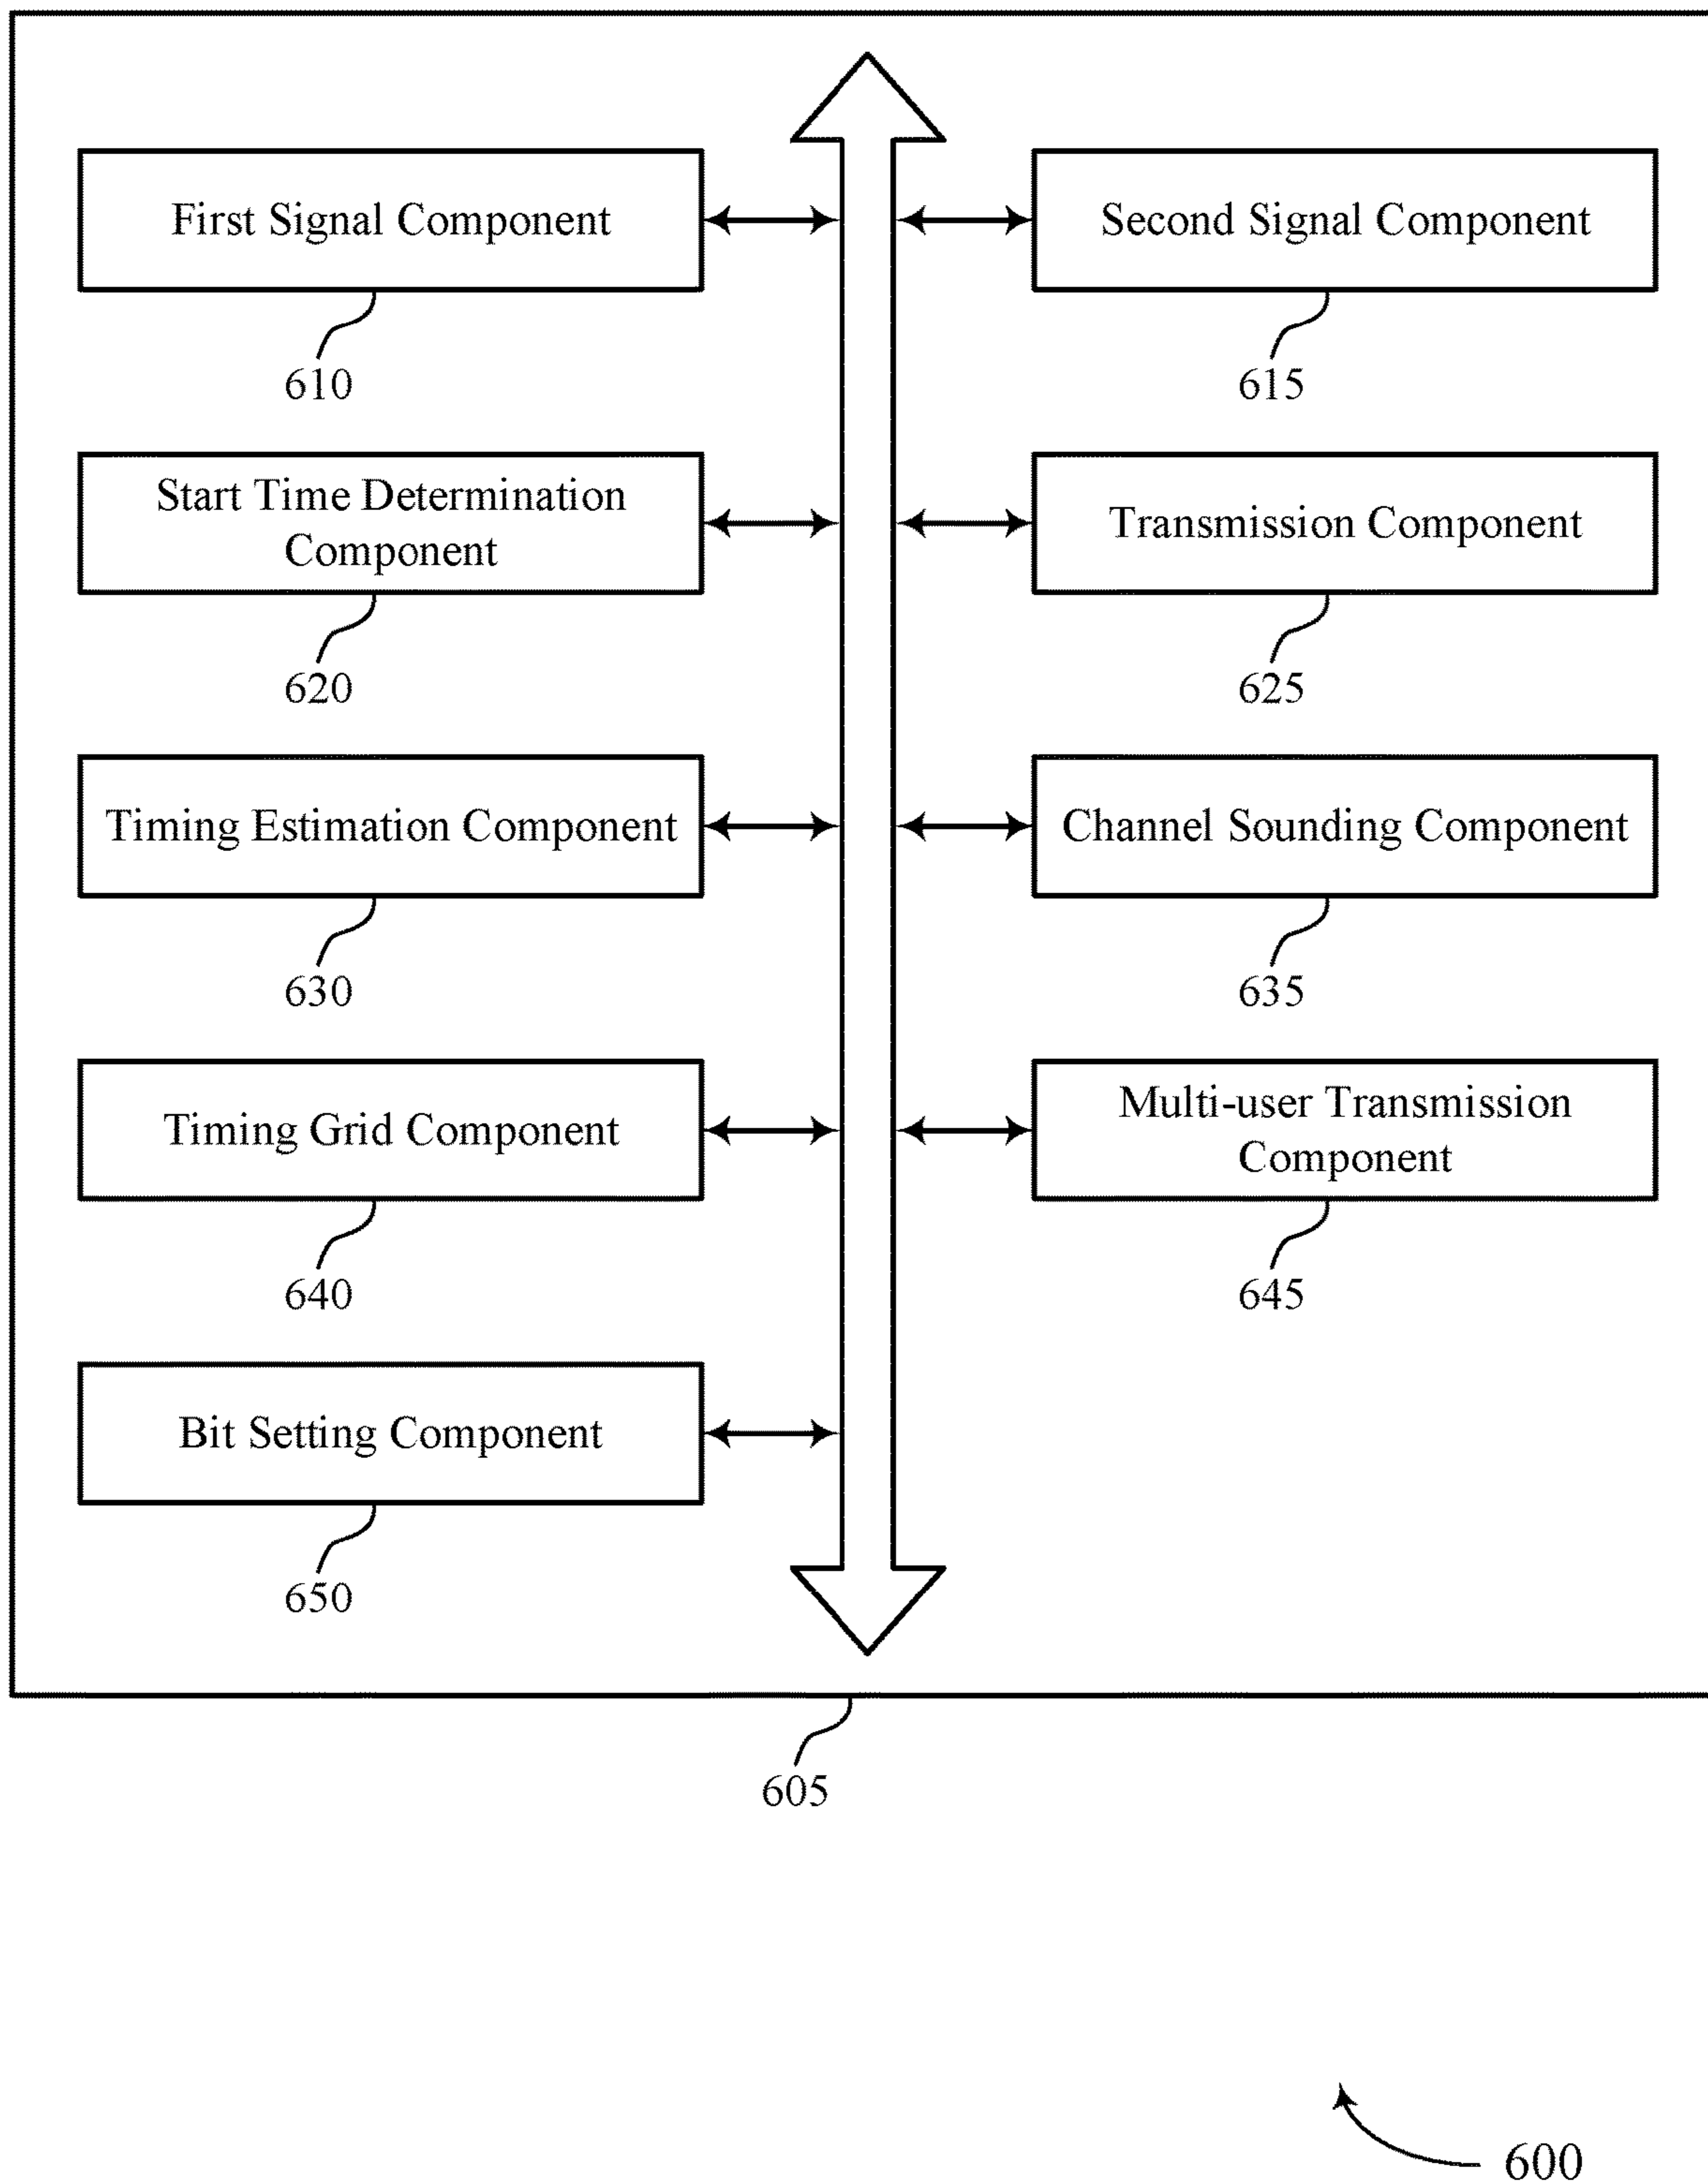 First Signal Component
Second Signal Component
610
615
Start Time Determination
Component
Transmission Component
620
625
Timing Estimation Component
Channel Sounding Component
630
635
Timing Grid Component
Multi-user Transmission
Component
640
645
Bit Setting Component
650
605
600